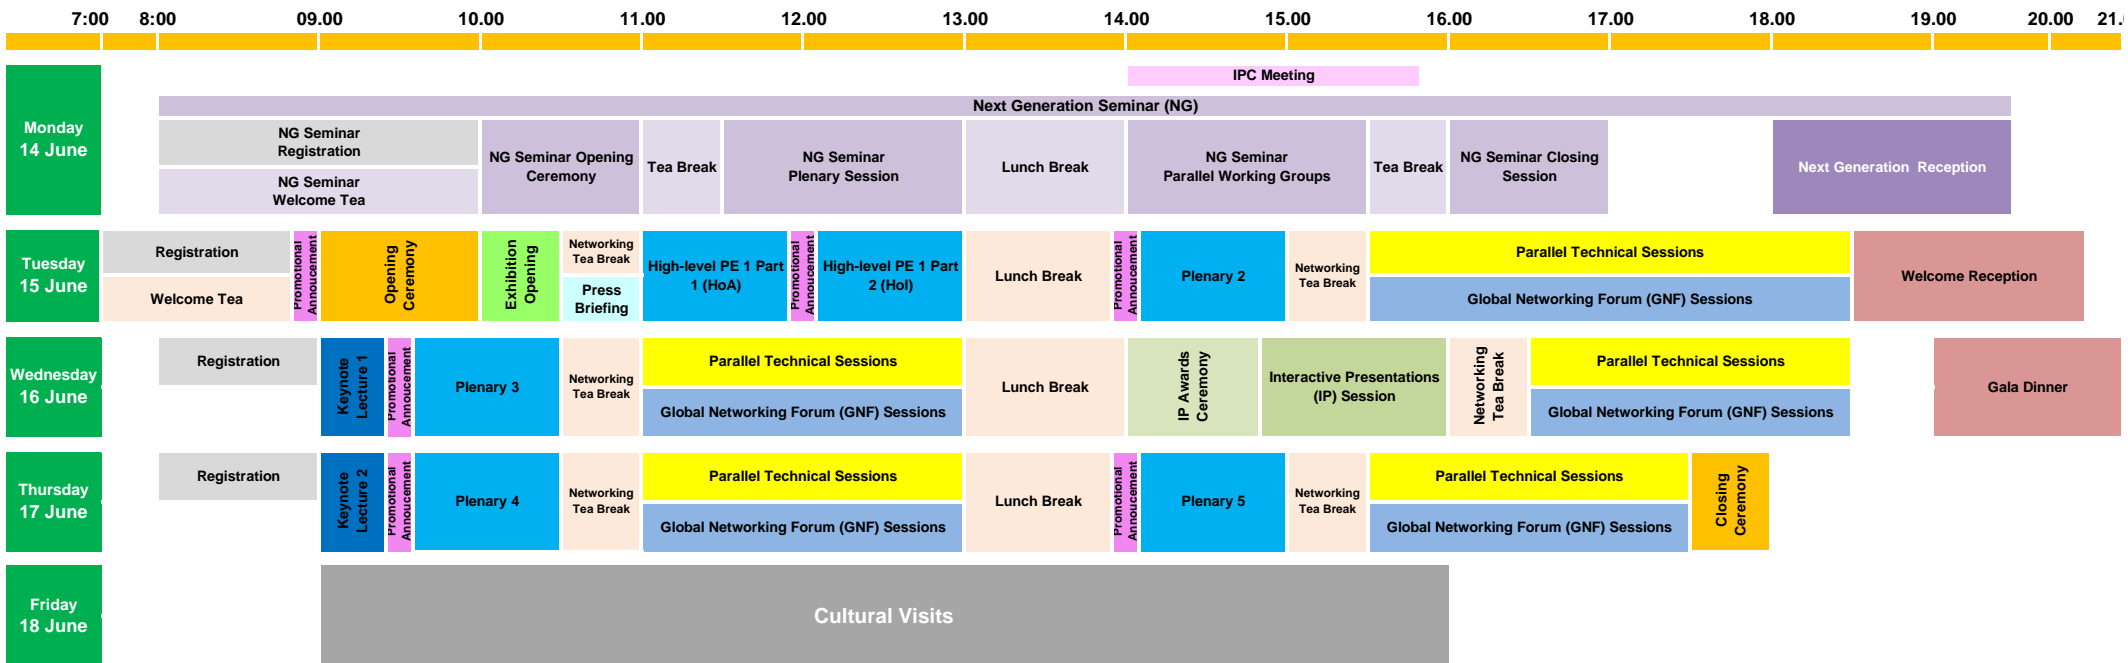 7:00 8:00 09.00 10.00 11.00 12.00 13.00 14.00 15.00 16.00 17.00 18.00 19.00 20.00 21.
Monday
14 June
IPC Meeting
Next Generation Seminar (NG)
NG Seminar
Registration
NG Seminar
Welcome Tea
NG Seminar Opening
Ceremony
Tea Break
NG Seminar
Plenary Session
Lunch Break
NG Seminar
Parallel Working Groups
Tea Break
NG Seminar Closing
Session
Next Generation Reception
Tuesday
15 June
Registration
Welcome Tea
Promotional
Annoucement
Opening
Ceremony
Exhibition
Opening
Networking
Tea Break
Press
Briefing
High-level PE 1 Part
1 (HoA)
Promotional
Annoucement
High-level PE 1 Part
2 (HoI)
Lunch Break
Promotional
Annoucement
Plenary 2
Networking
Tea Break
Parallel Technical Sessions
Global Networking Forum (GNF) Sessions
Welcome Reception
Wednesday
16 June
Registration
Keynote
Lecture 1
Promotional
Annoucement
Plenary 3
Networking
Tea Break
Parallel Technical Sessions
Global Networking Forum (GNF) Sessions
Lunch Break
IP Awards
Ceremony
Interactive Presentations
(IP) Session
Networking
Tea Break
Parallel Technical Sessions
Global Networking Forum (GNF) Sessions
Gala Dinner
Thursday
17 June
Registration
Keynote
Lecture 2
Promotional
Annoucement
Plenary 4
Networking
Tea Break
Parallel Technical Sessions
Global Networking Forum (GNF) Sessions
Lunch Break
Promotional
Annoucement
Plenary 5
Networking
Tea Break
Parallel Technical Sessions
Global Networking Forum (GNF) Sessions
Closing
Ceremony
Friday
18 June
Cultural Visits